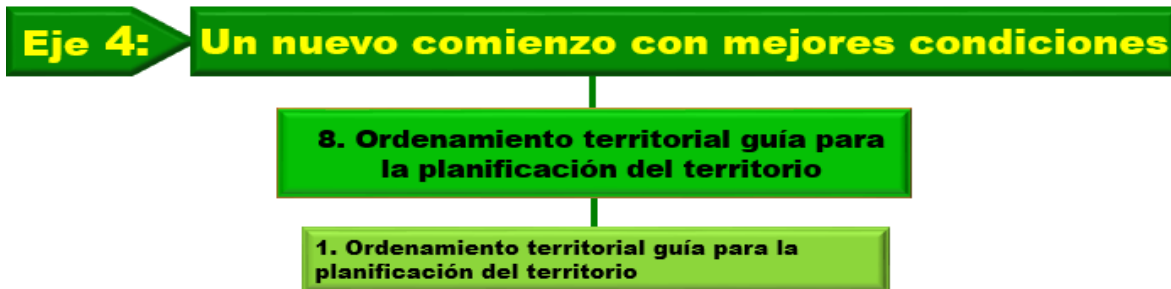 Eje 4: Un nuevo comienzo con mejores condiciones
8. Ordenamiento territorial guía para
la planificación del territorio
1. Ordenamiento territorial guía para la
planificación del territorio